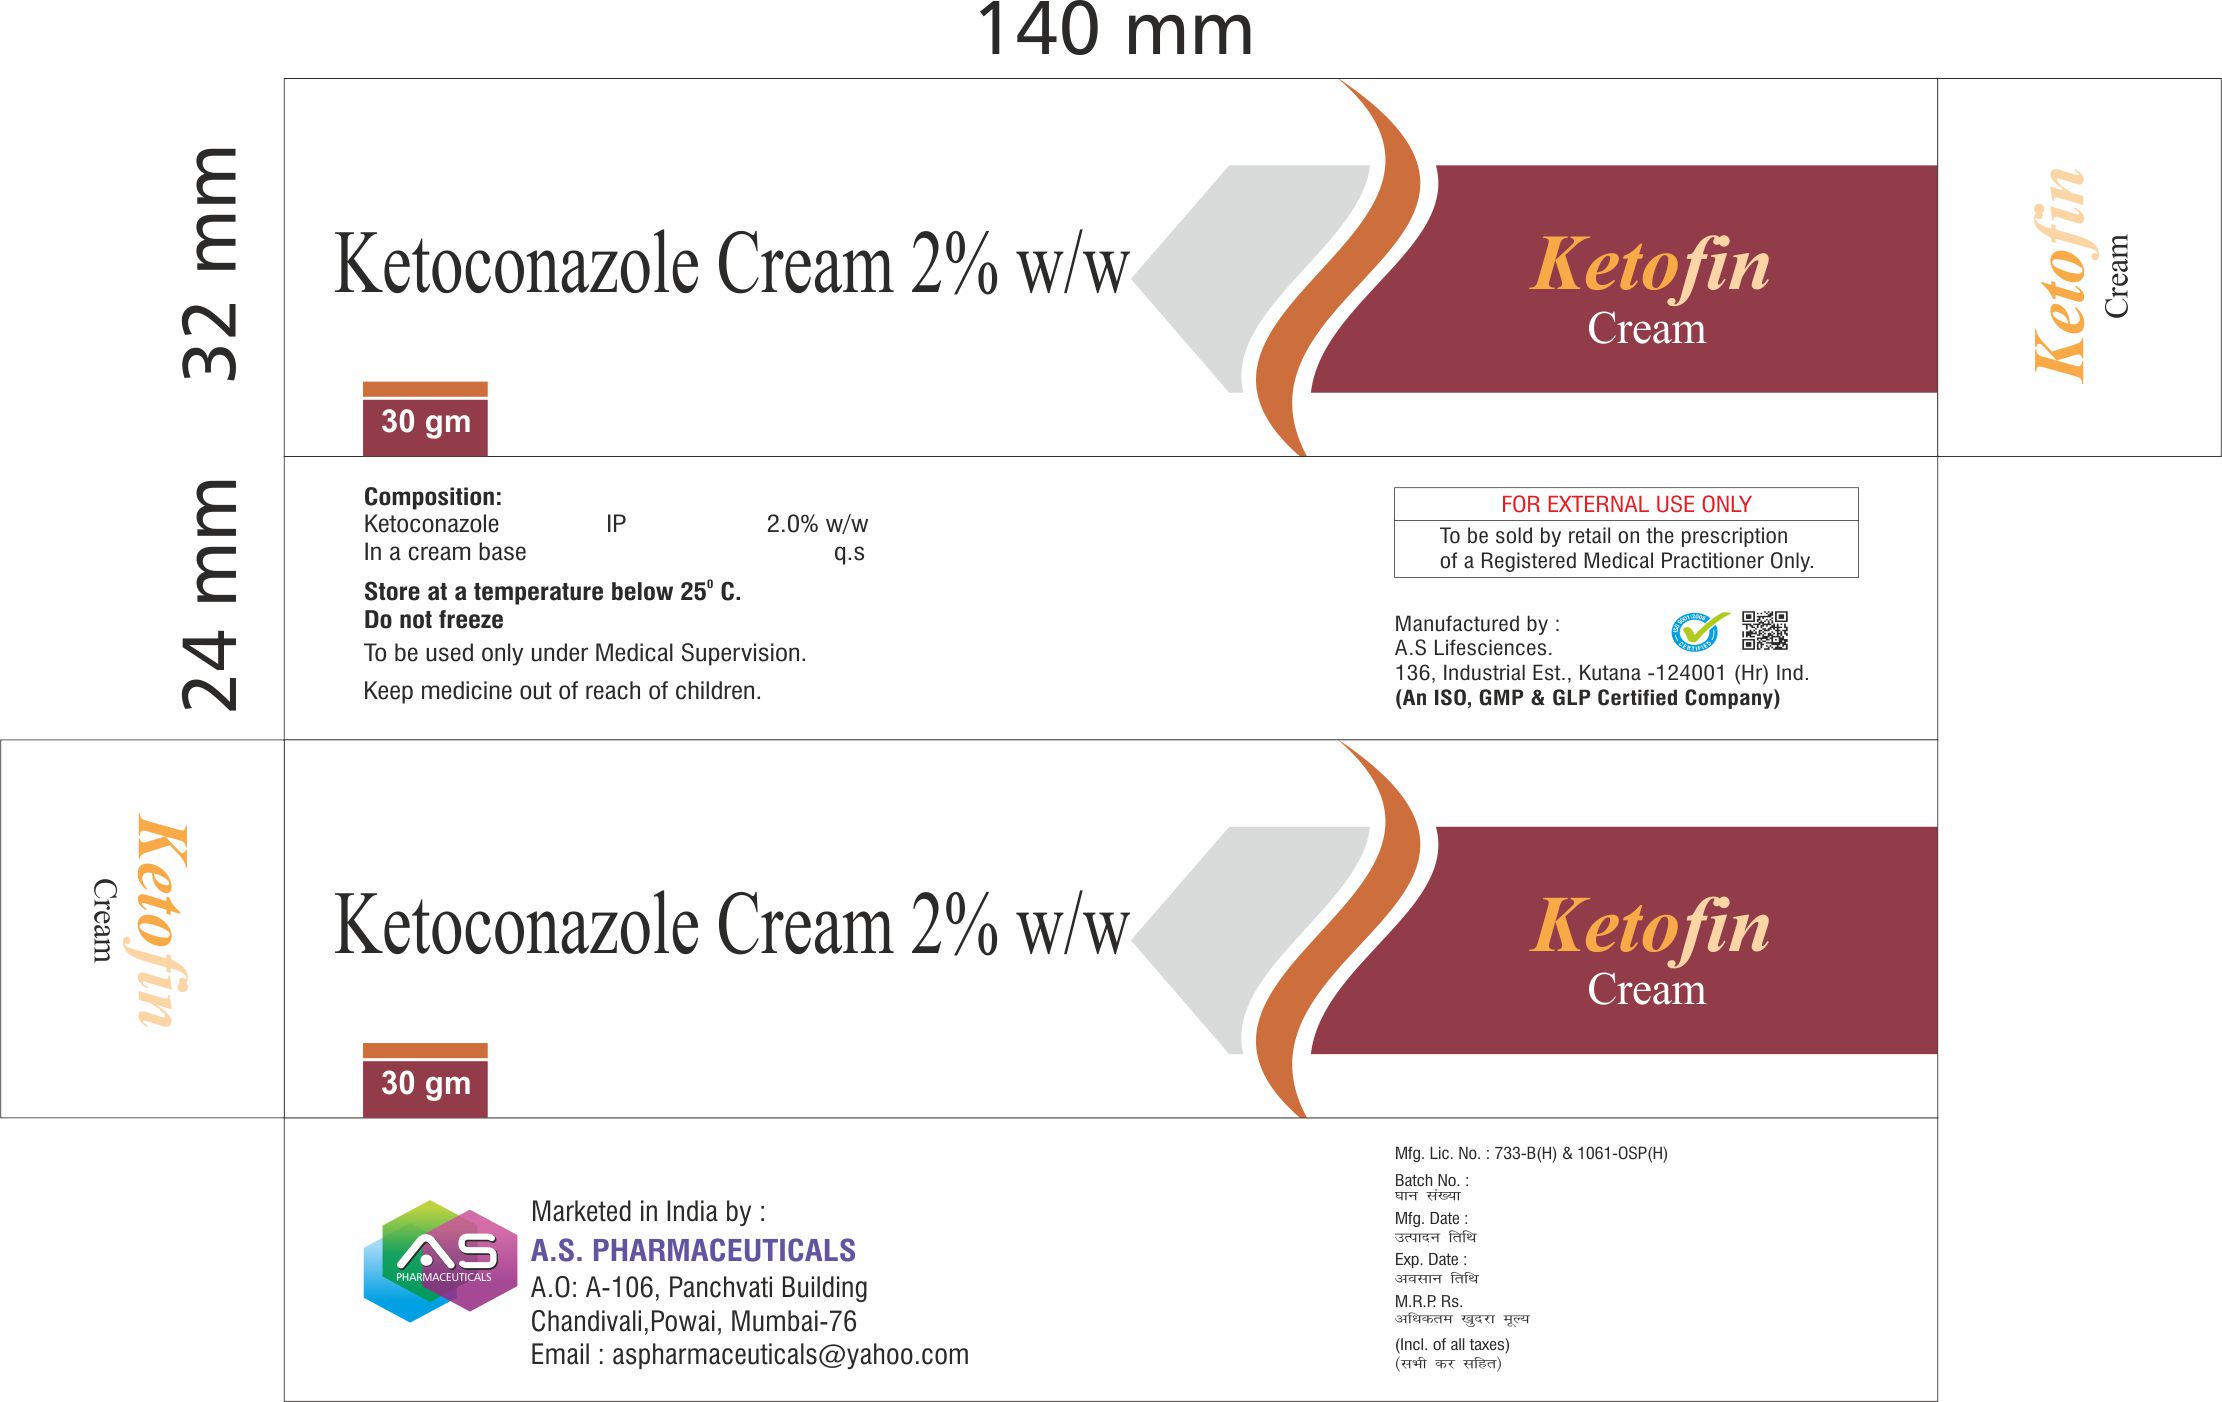 140 mm
32 mm
Ketoconazole Cream 2% w/w
Ketofin
Cream
30 gm
Ketofin
Cream
24 mm
Composition:
Ketoconazole IP 2.0% w/w
In a cream base q.s
Store at a temperature below 25⁰ C.
Do not freeze
To be used only under Medical Supervision.
Keep medicine out of reach of children.
FOR EXTERNAL USE ONLY
To be sold by retail on the prescription
of a Registered Medical Practitioner Only.
Manufactured by :
A.S Lifesciences.
136, Industrial Est., Kutana -124001 (Hr) Ind.
(An ISO, GMP & GLP Certified Company)
ISO 9001:2008
CERTIFIED
Ketofin
Cream
Ketoconazole Cream 2% w/w
Ketofin
Cream
30 gm
AS
PHARMACEUTICALS
Marketed in India by :
A.S. PHARMACEUTICALS
A.O: A-106, Panchvati Building
Chandivali,Powai, Mumbai-76
Email : aspharmaceuticals@yahoo.com
Mfg. Lic. No. : 733-B(H) & 1061-OSP(H)
Batch No. :
घान संख्या
Mfg. Date :
उत्पादन तिथि
Exp. Date :
अवसान तिथि
M.R.P. Rs.
अधिकतम खुदरा मूल्य
(Incl. of all taxes)
(सभी कर सहित)